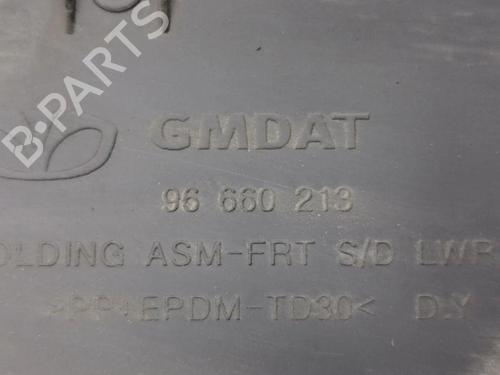 B-PARTS
GMDAT
96 660 213
OLDING ASM-FRT S/D LWR
>PP+EPDM-TD30< D.Y